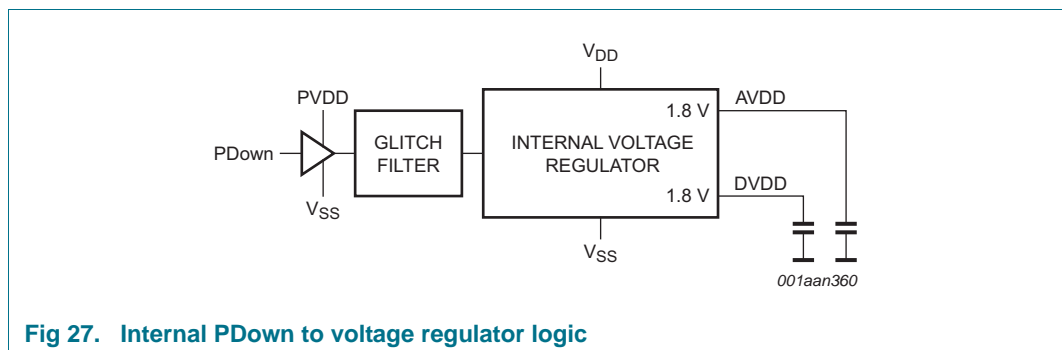 VDD
PVDD
1.8 V
AVDD
PDown
GLITCH
FILTER
INTERNAL VOLTAGE
REGULATOR
1.8 V
DVDD
VSS
VSS
001aan360
Fig 27. Internal PDown to voltage regulator logic